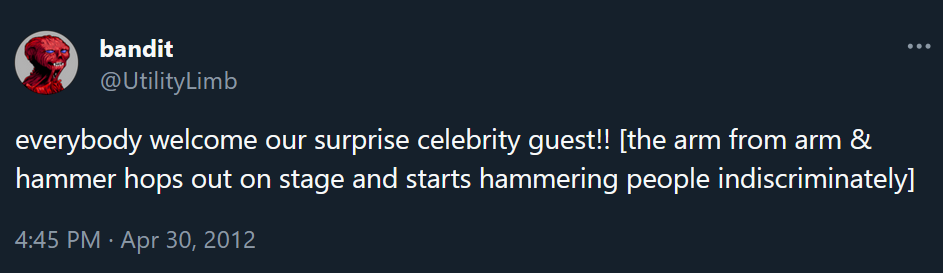 bandit
@UtilityLimb
everybody welcome our surprise celebrity guest!! [the arm from arm &
hammer hops out on stage and starts hammering people indiscriminately]
4:45 PM · Apr 30, 2012